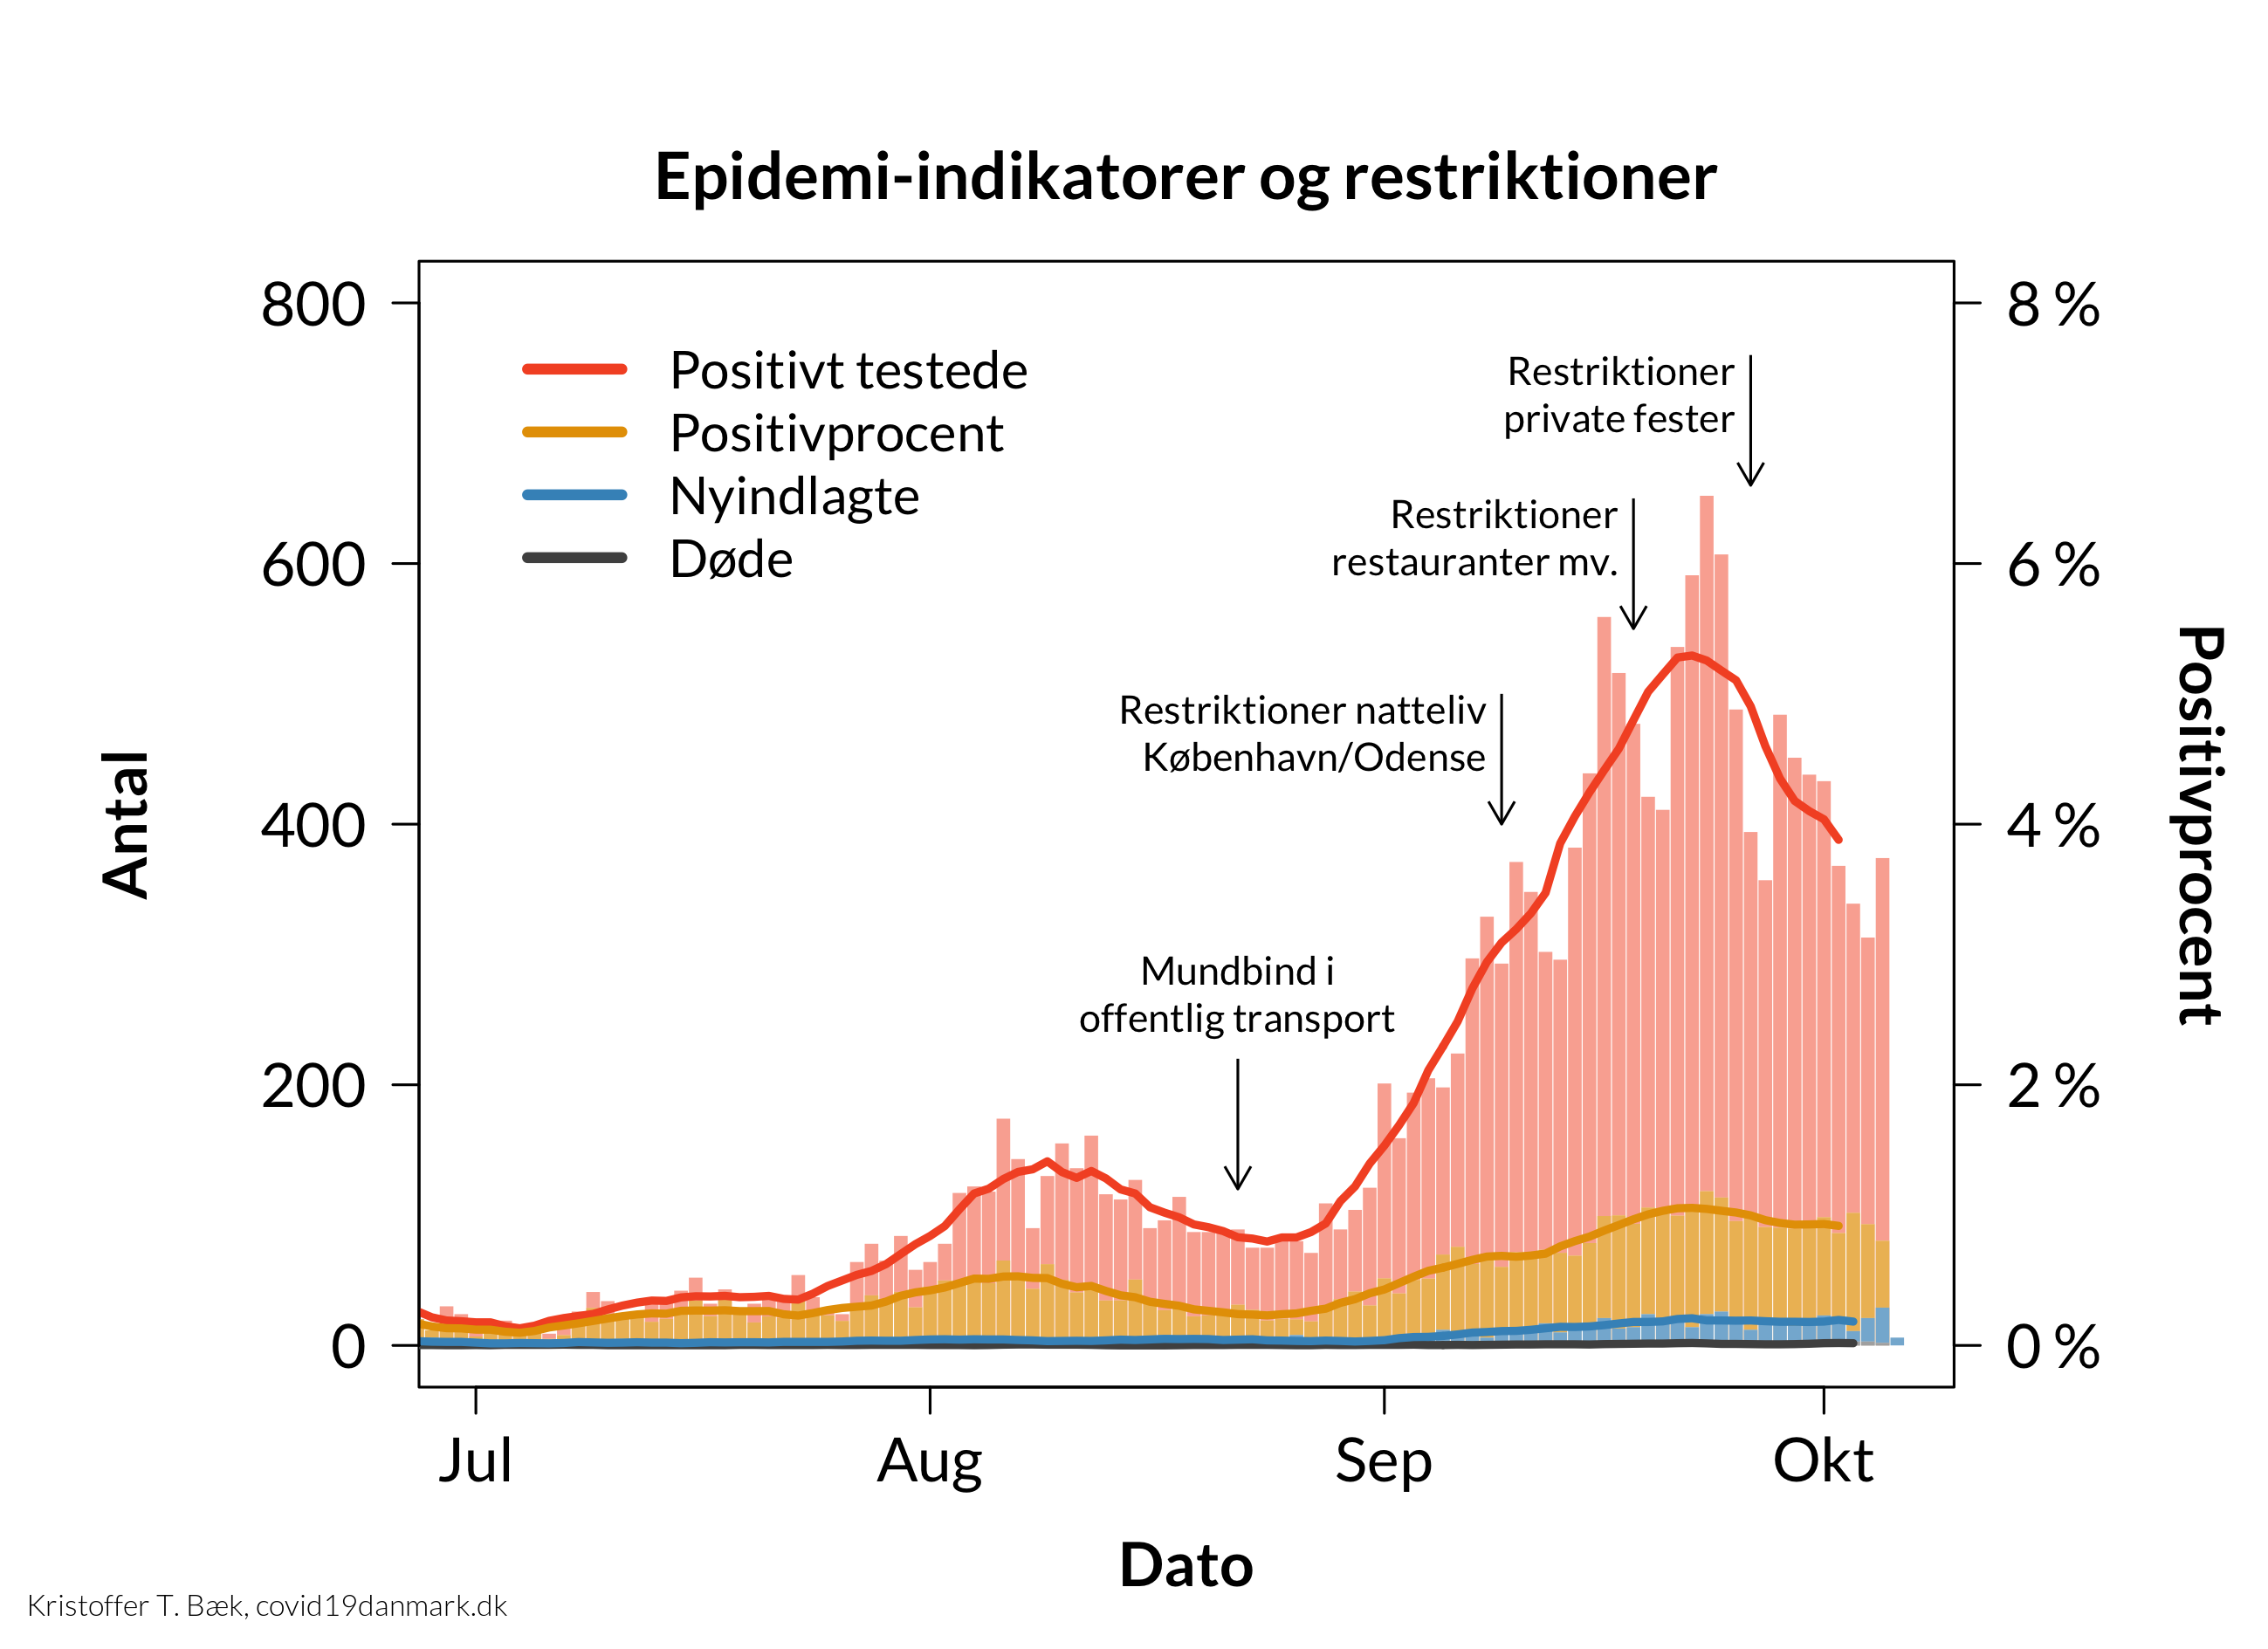 Epidemi-indikatorer og restriktioner
800
600
400
200
0
Antal
8 %
6 %
4 %
2 %
0 %
Positivprocent
Positivt testede
Positivprocent
Nyindlagte
Døde
Restriktioner
private fester
Restriktioner
restauranter mv.
Restriktioner natteliv
København/Odense
Mundbind i
offentlig transport
Jul
Aug
Sep
Okt
Dato
Kristoffer T. Bæk, covid19danmark.dk